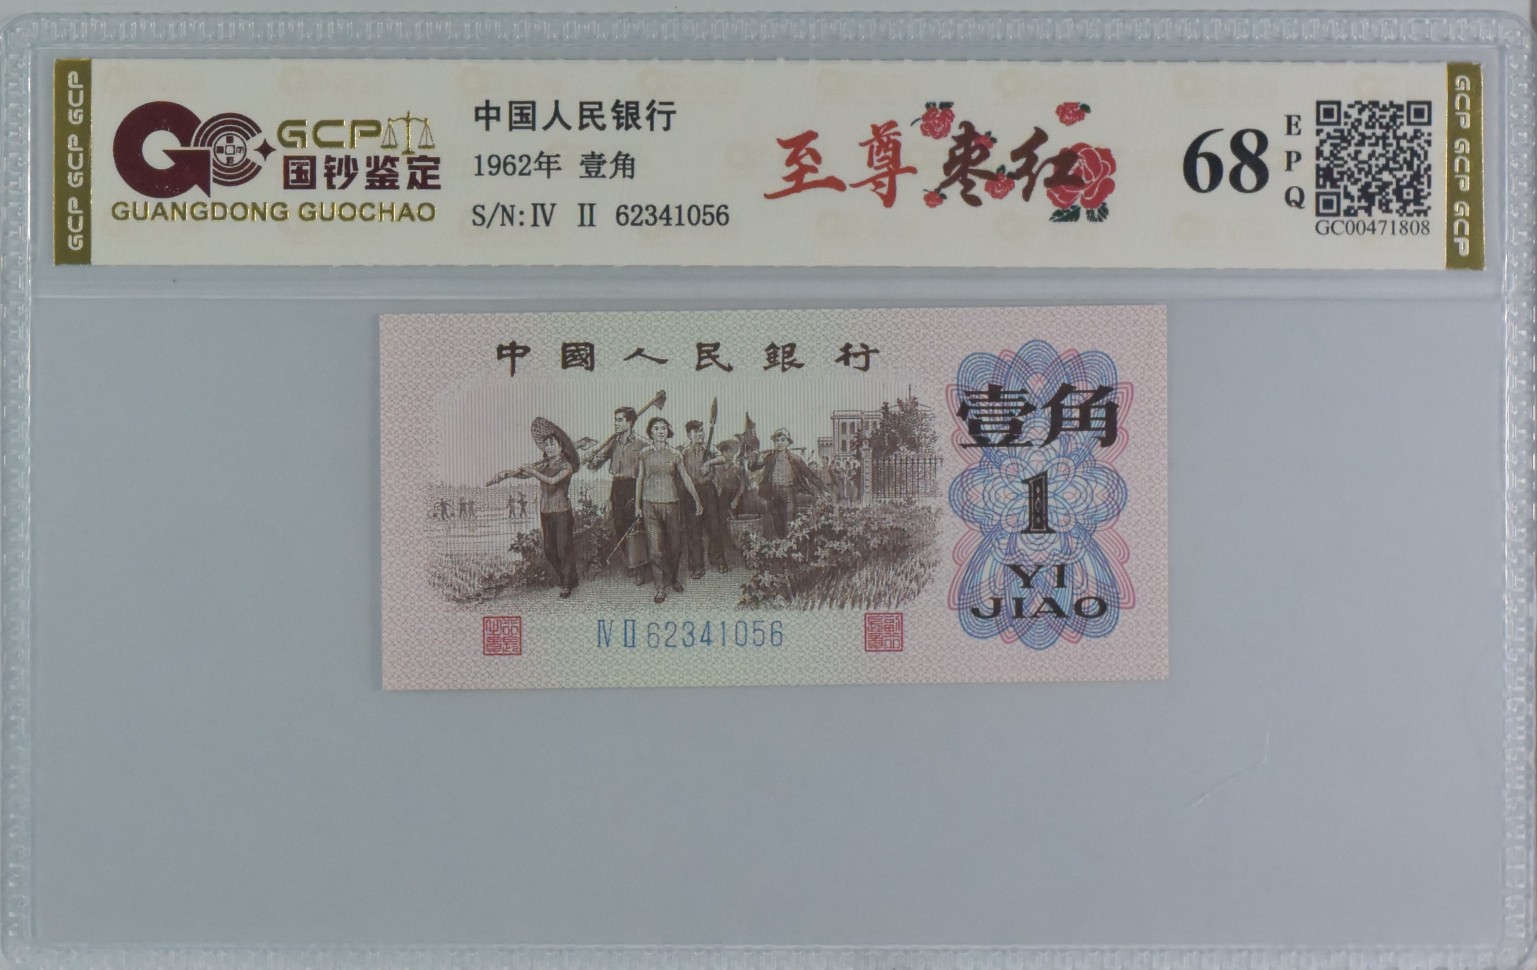 GCP GCP GCP
GCP
国钞鉴定
GUANGDONG GUOCHAO
中国人民银行
1962年 壹角
S/N:Ⅳ Ⅱ 62341056
至尊枣红
68
EPQ
GC00471808
GCP GCP GCP
中國人民銀行
壹角
1
YI
JIAO
Ⅳ Ⅱ 62341056